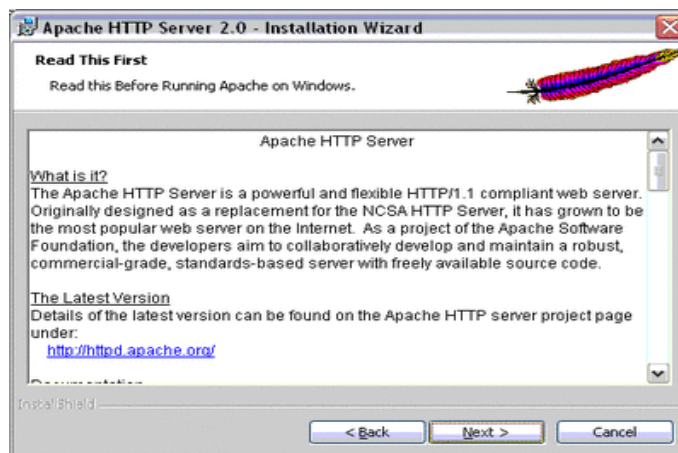 Apache HTTP Server 2.0 - Installation Wizard
Read This First
Read this Before Running Apache on Windows.
Apache HTTP Server
What is it?
The Apache HTTP Server is a powerful and flexible HTTP/1.1 compliant web server.
Originally designed as a replacement for the NCSA HTTP Server, it has grown to be
the most popular web server on the Internet. As a project of the Apache Software
Foundation, the developers aim to collaboratively develop and maintain a robust,
commercial-grade, standards-based server with freely available source code.
The Latest Version
Details of the latest version can be found on the Apache HTTP server project page
under:
http://httpd.apache.org/
Documentation
InstallShield
< Back
Next >
Cancel